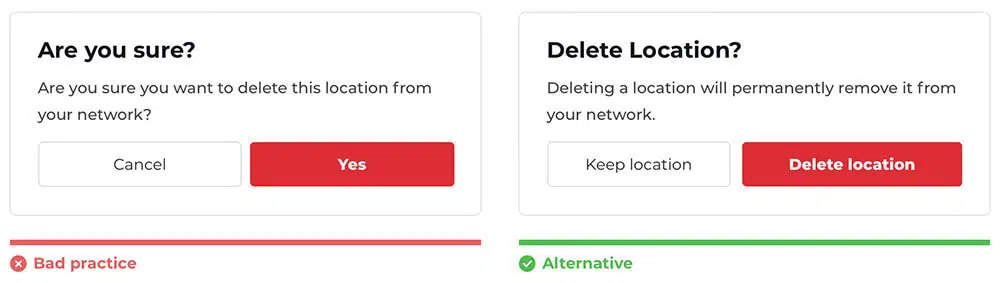 Are you sure?
Are you sure you want to delete this location from
your network?
Cancel
Yes
Bad practice
Delete Location?
Deleting a location will permanently remove it from
your network.
Keep location
Delete location
Alternative